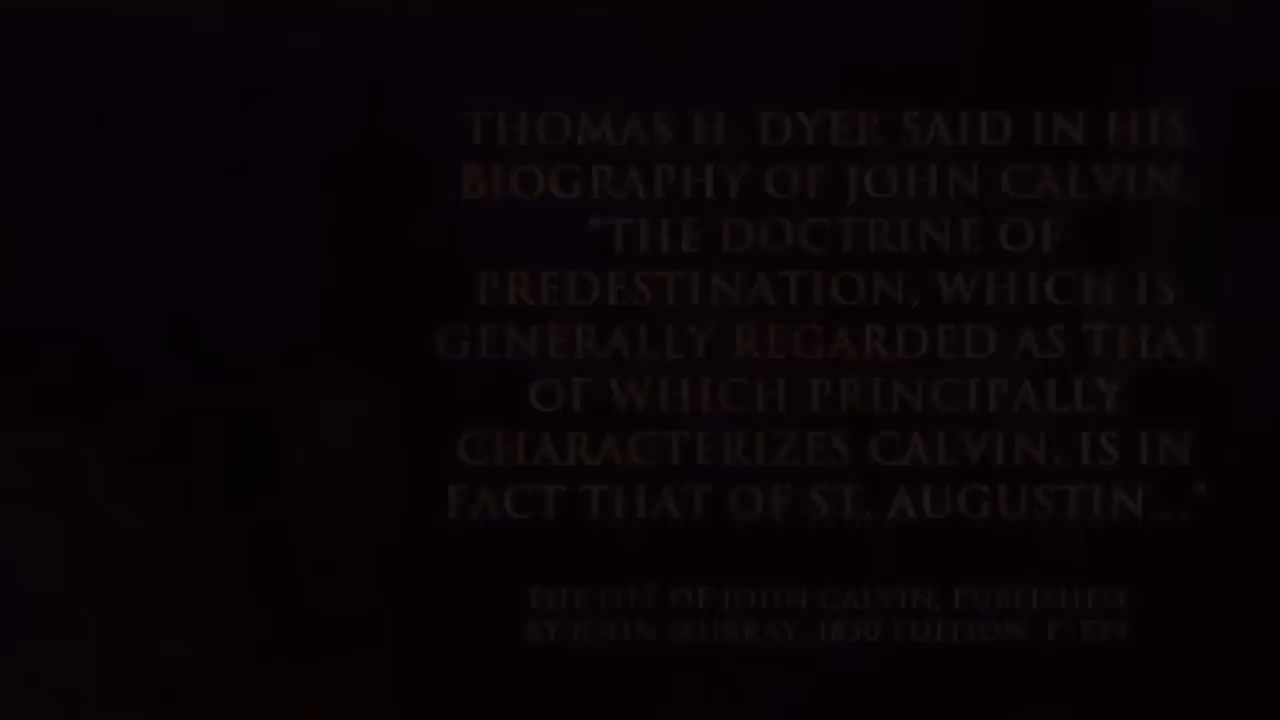 THOMAS H. DYER SAID IN HIS
BIOGRAPHY OF JOHN CALVIN,
"THE DOCTRINE OF
PREDESTINATION, WHICH IS
GENERALLY REGARDED AS THAT
OF WHICH PRINCIPALLY
CHARACTERIZES CALVIN, IS IN
FACT THAT OF ST. AUGUSTIN..."
THE LIFE OF JOHN CALVIN, PUBLISHED
BY JOHN MURRAY, 1850 EDITION, P.